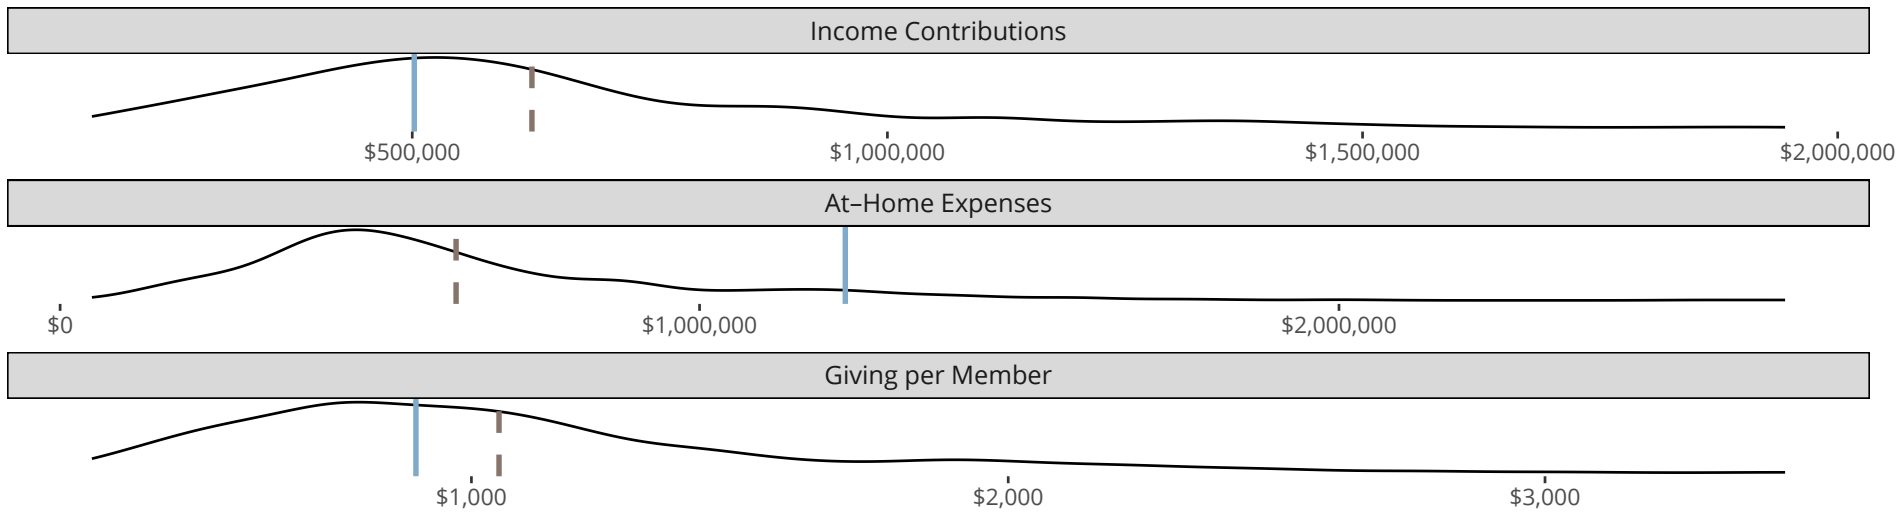 Income Contributions
$500,000 $1,000,000 $1,500,000 $2,000,000
At–Home Expenses
$0 $1,000,000 $2,000,000
Giving per Member
$1,000 $2,000 $3,000